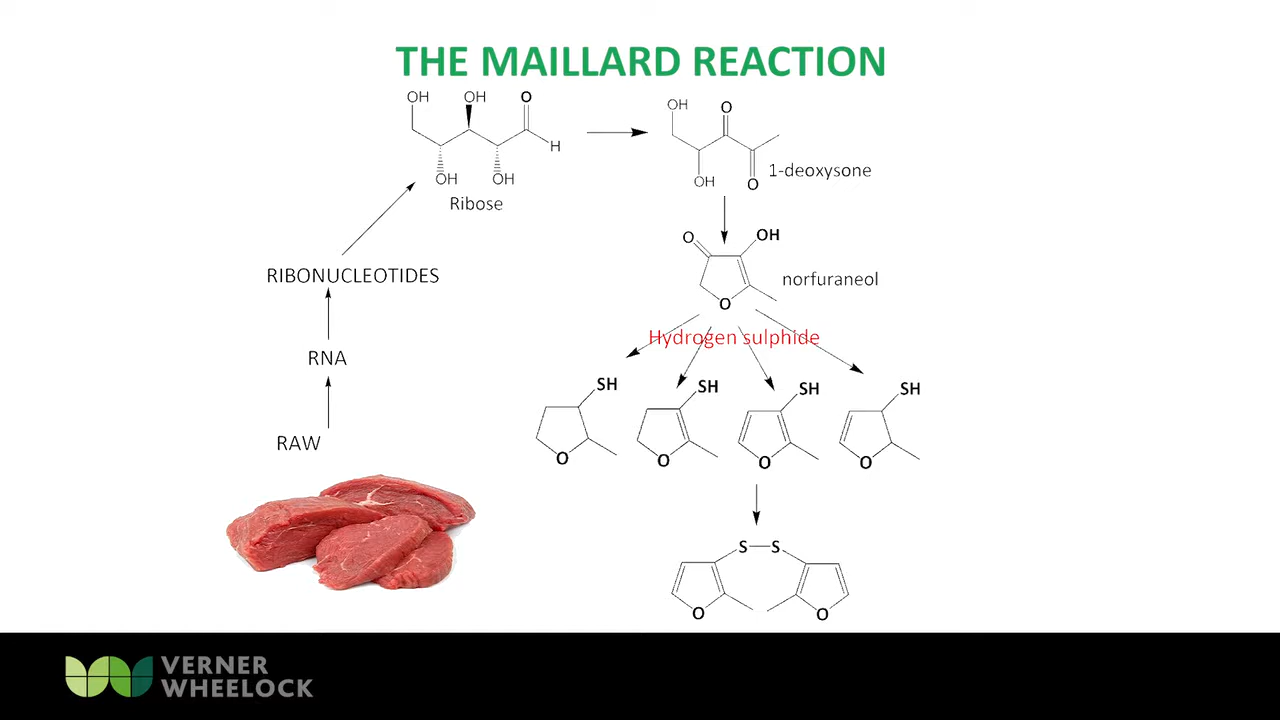 THE MAILLARD REACTION
OH OH O
H
OH OH
Ribose
OH O
OH O
1-deoxysone
O OH
O
norfuraneol
RIBONUCLEOTIDES
RNA
RAW
Hydrogen sulphide
SH SH SH SH
O O O O
S S
O O
VERNER
WHEELOCK